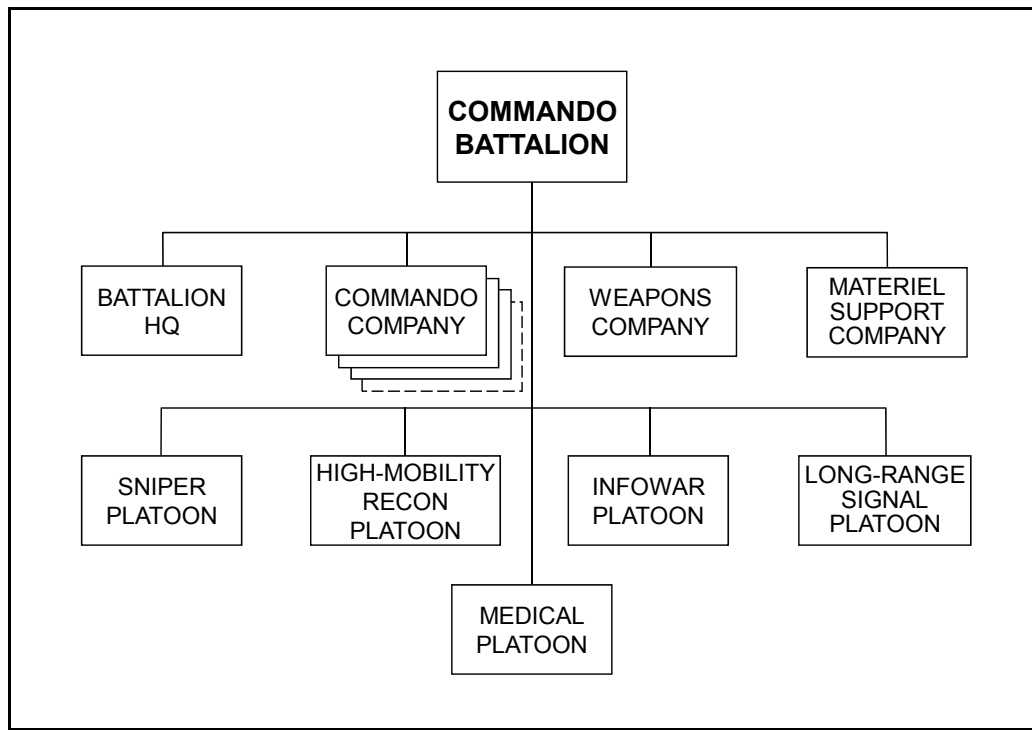 COMMANDO
BATTALION
BATTALION
HQ
COMMANDO
COMPANY
WEAPONS
COMPANY
MATERIEL
SUPPORT
COMPANY
SNIPER
PLATOON
HIGH-MOBILITY
RECON
PLATOON
INFOWAR
PLATOON
LONG-RANGE
SIGNAL
PLATOON
MEDICAL
PLATOON